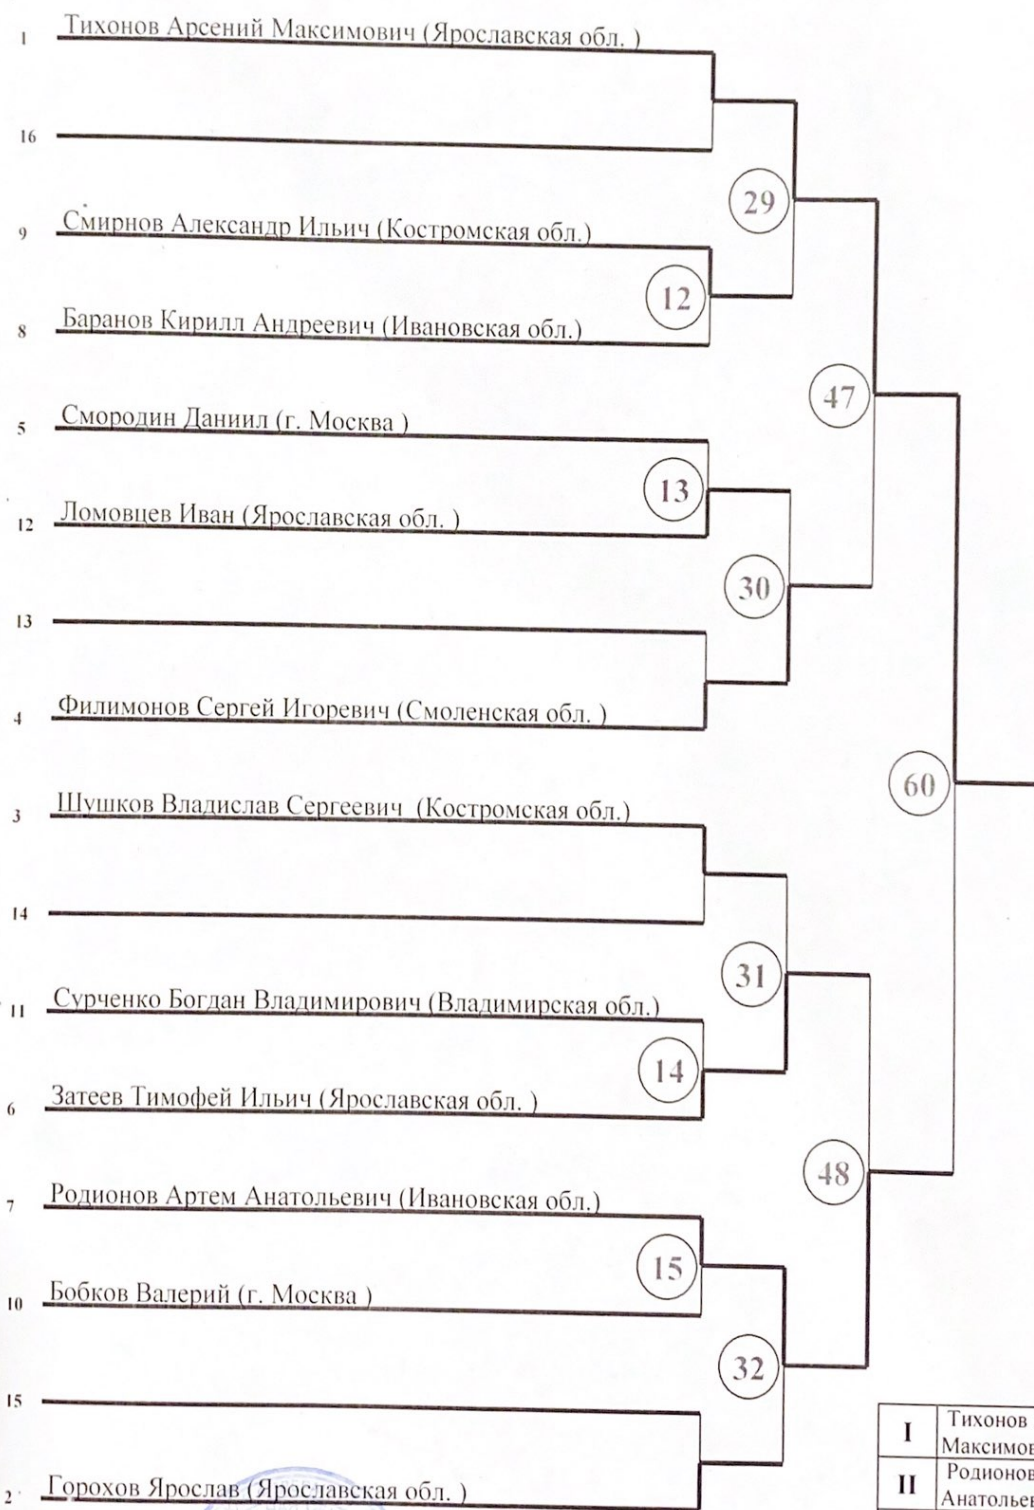 1 Тихонов Арсений Максимович (Ярославская обл. )
16
29
9 Смирнов Александр Ильич (Костромская обл.)
12
8 Баранов Кирилл Андреевич (Ивановская обл.)
47
5 Смородин Даниил (г. Москва )
13
12 Ломовцев Иван (Ярославская обл. )
30
13
4 Филимонов Сергей Игоревич (Смоленская обл. )
60
3 Шушков Владислав Сергеевич (Костромская обл.)
14
31
11 Сурченко Богдан Владимирович (Владимирская обл.)
14
6 Затеев Тимофей Ильич (Ярославская обл. )
48
7 Родионов Артем Анатольевич (Ивановская обл.)
15
10 Бобков Валерий (г. Москва )
32
15
2 Горохов Ярослав (Ярославская обл. )
I Тихонов
Максимов
II Родионов
Анатольев